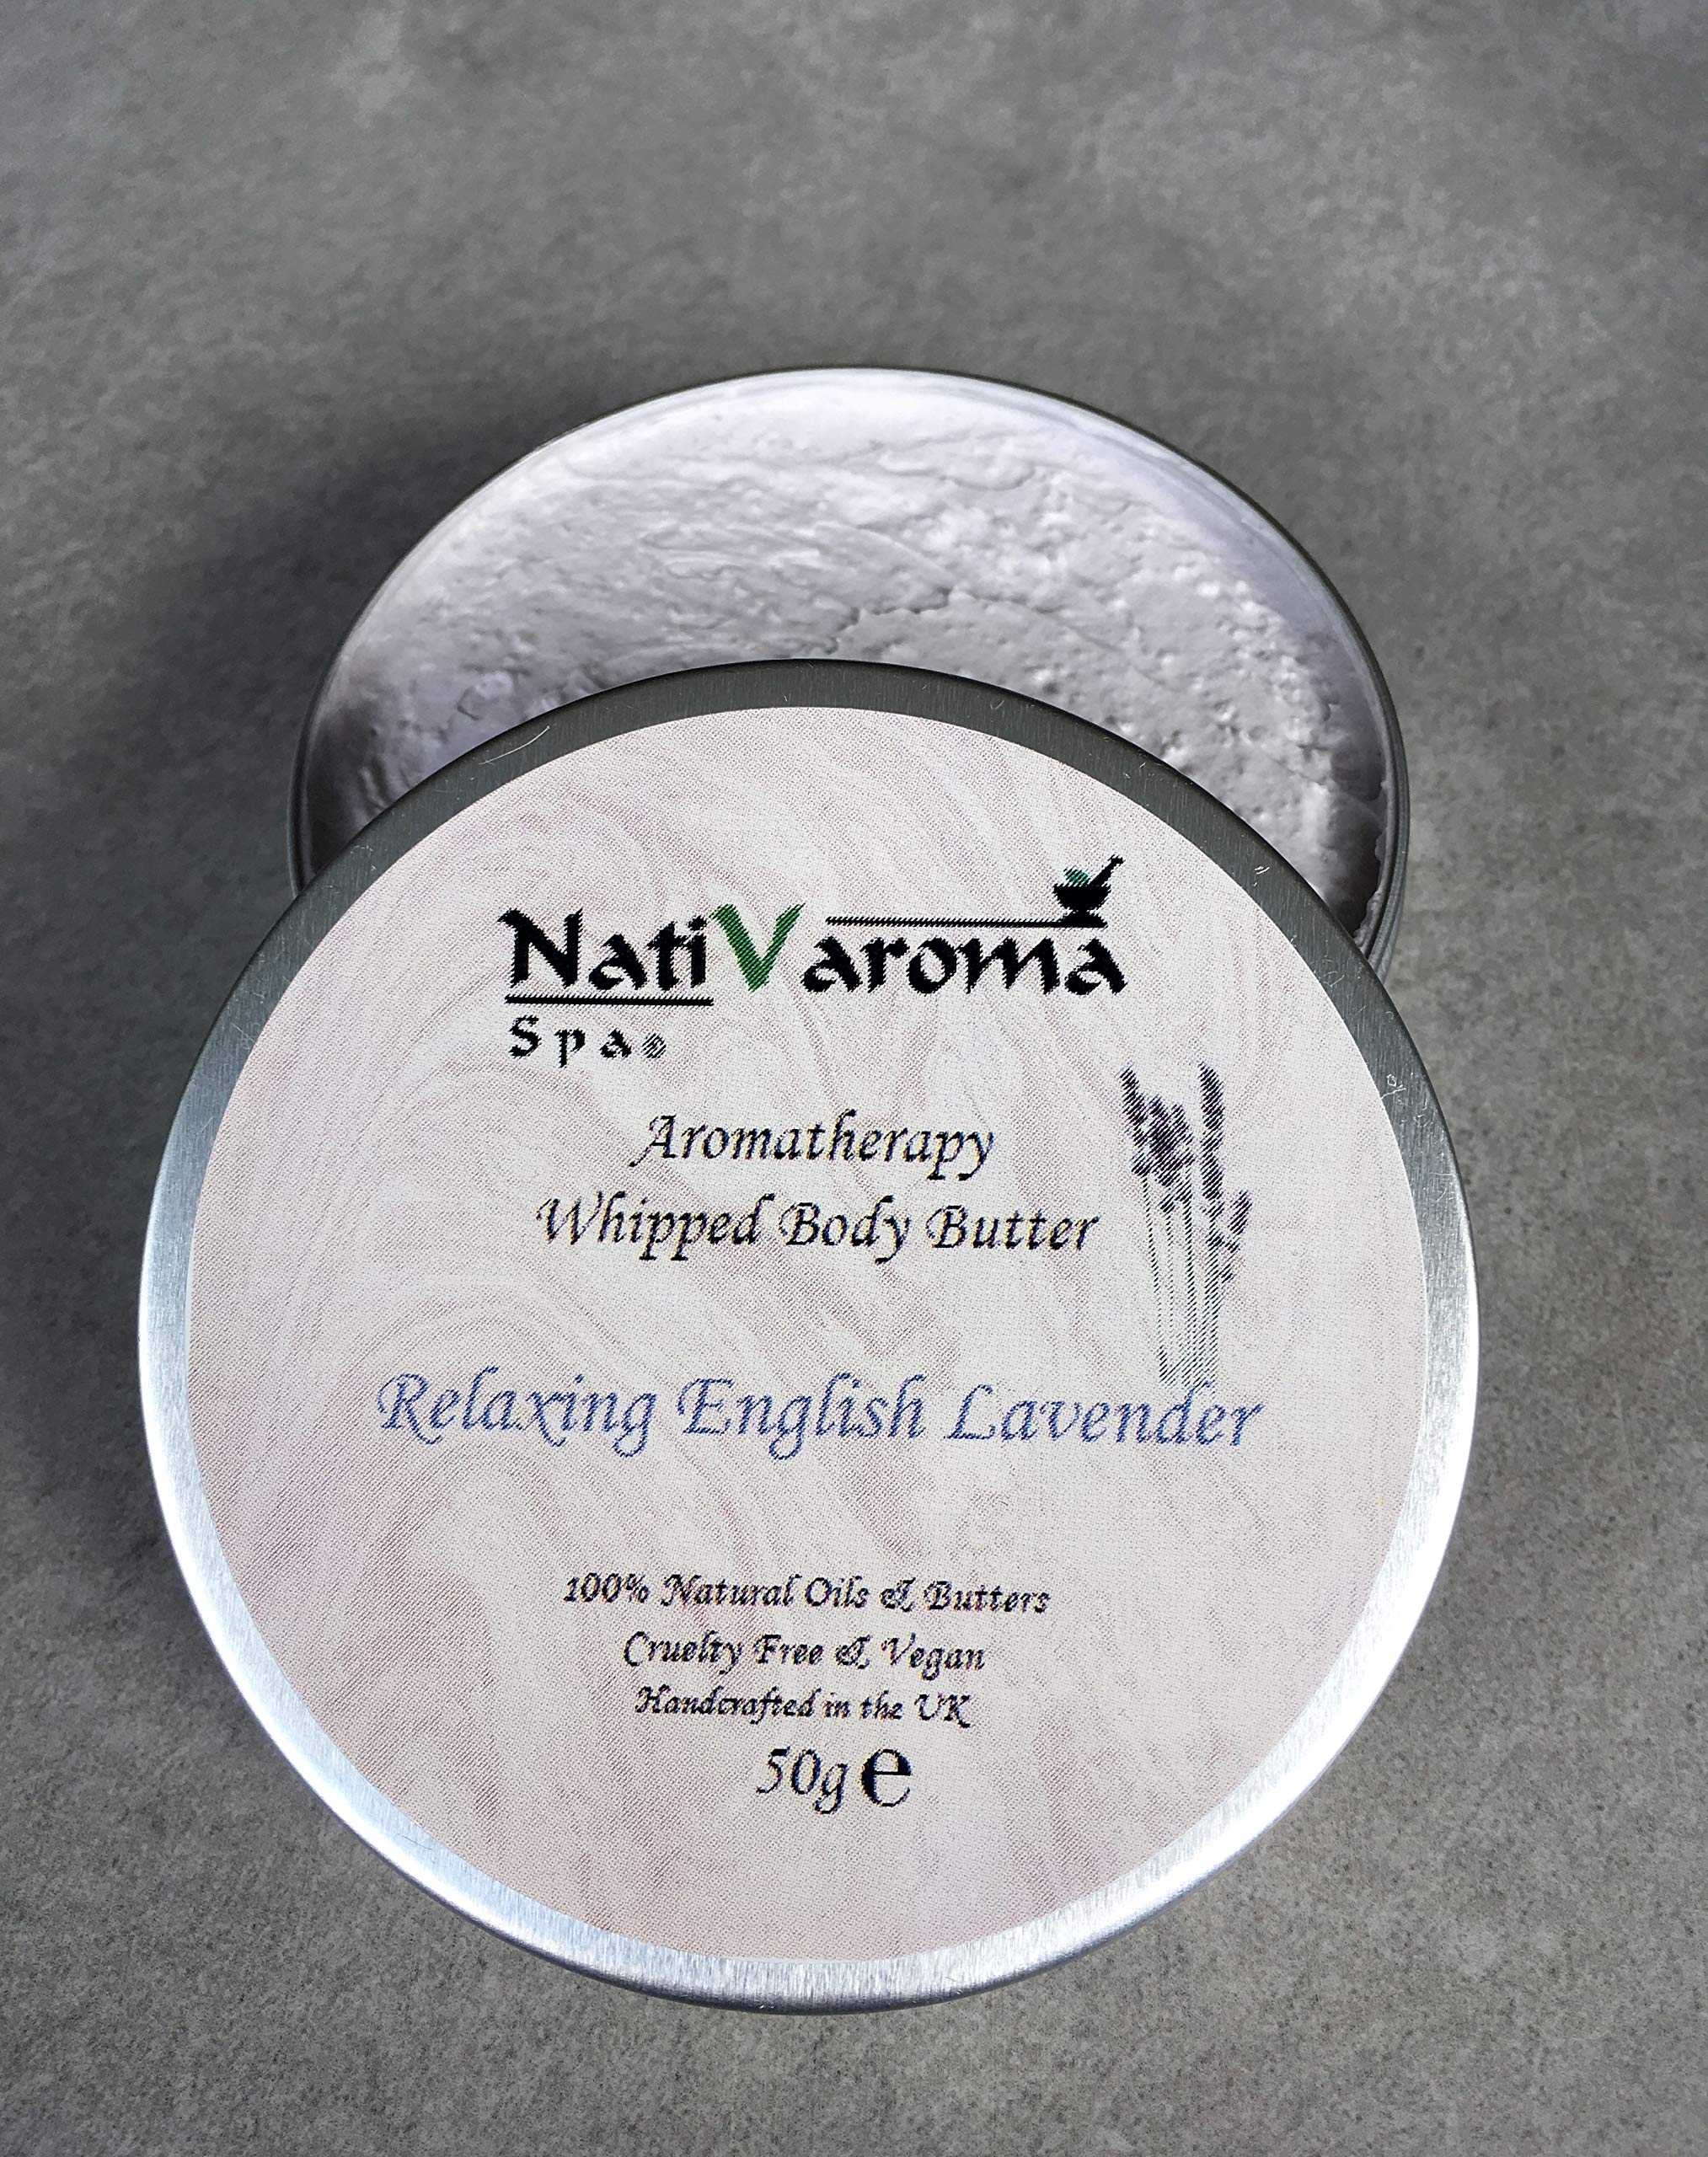 NatiVaroma
Spa®
Aromatherapy
Whipped Body Butter
Relaxing English Lavender
100% Natural Oils & Butters
Cruelty Free & Vegan
Handcrafted in the UK
50g e